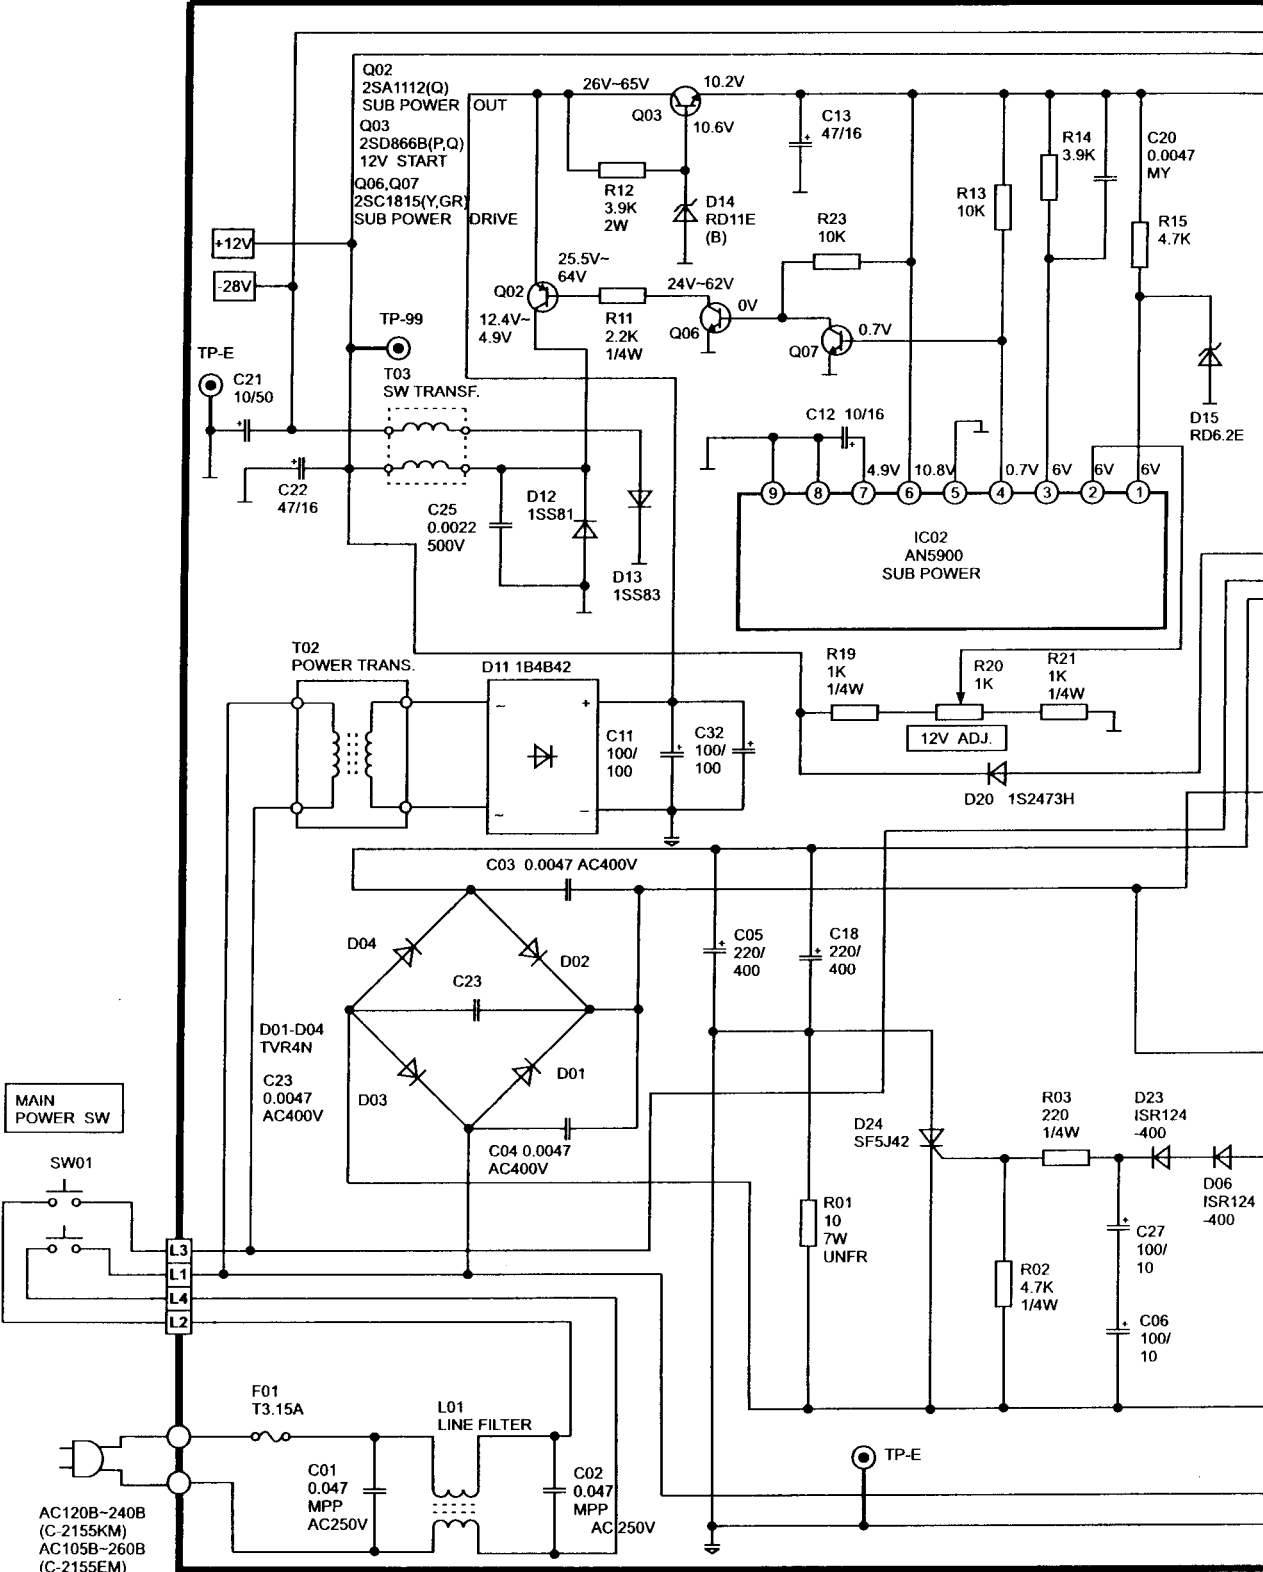 Q02
2SA1112(Q)
SUB POWER OUT
Q03
2SD866B(P,Q)
12V START
Q06,Q07
2SC1815(Y,GR)
SUB POWER DRIVE
26V~65V
10.2V
Q03
10.6V
C13
47/16
R12
3.9K
2W
D14
RD11E
(B)
R14
3.9K
C20
0.0047
MY
R13
10K
R23
10K
R15
4.7K
+12V
-28V
25.5V~
64V
Q02
12.4V~
4.9V
R11
2.2K
1/4W
24V~62V
0V
Q06
Q07
0.7V
TP-99
TP-E
C21
10/50
T03
SW TRANSF.
D15
RD6.2E
C12 10/16
4.9V
10.8V
0.7V
6V
6V
6V
9
8
7
6
5
4
3
2
1
C22
47/16
C25
0.0022
500V
D12
1SS81
D13
1SS83
IC02
AN5900
SUB POWER
T02
POWER TRANS.
D11 1B4B42
~
+
~
−
C11
100/
100
C32
100/
100
R19
1K
1/4W
R20
1K
R21
1K
1/4W
12V ADJ.
D20 1S2473H
C03 0.0047 AC400V
D04
D02
C23
C05
220/
400
C18
220/
400
D01-D04
TVR4N
C23
0.0047
AC400V
D03
D01
C04 0.0047
AC400V
MAIN
POWER SW
SW01
D24
SF5J42
R03
220
1/4W
D23
ISR124
-400
D06
ISR124
-400
R01
10
7W
UNFR
C27
100/
10
R02
4.7K
1/4W
C06
100/
10
L3
L1
L4
L2
F01
T3.15A
L01
LINE FILTER
C01
0.047
MPP
AC250V
C02
0.047
MPP
AC250V
TP-E
AC120B~240B
(C-2155KM)
AC105B~260B
(C-2155EM)